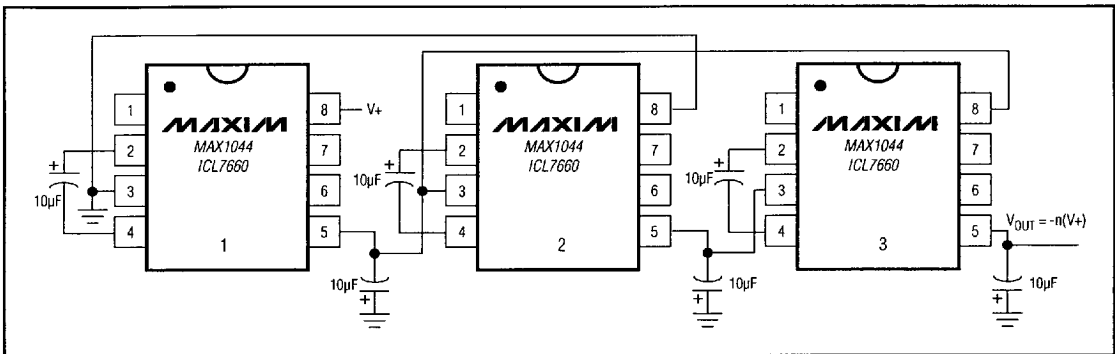 1
2
3
4
8
7
6
5
V+
MAXIM
MAX1044
ICL7660
1
+
10µF
10µF
+
1
2
3
4
8
7
6
5
MAXIM
MAX1044
ICL7660
2
+
10µF
10µF
+
1
2
3
4
8
7
6
5
MAXIM
MAX1044
ICL7660
3
+
10µF
VOUT = -n(V+)
10µF
+